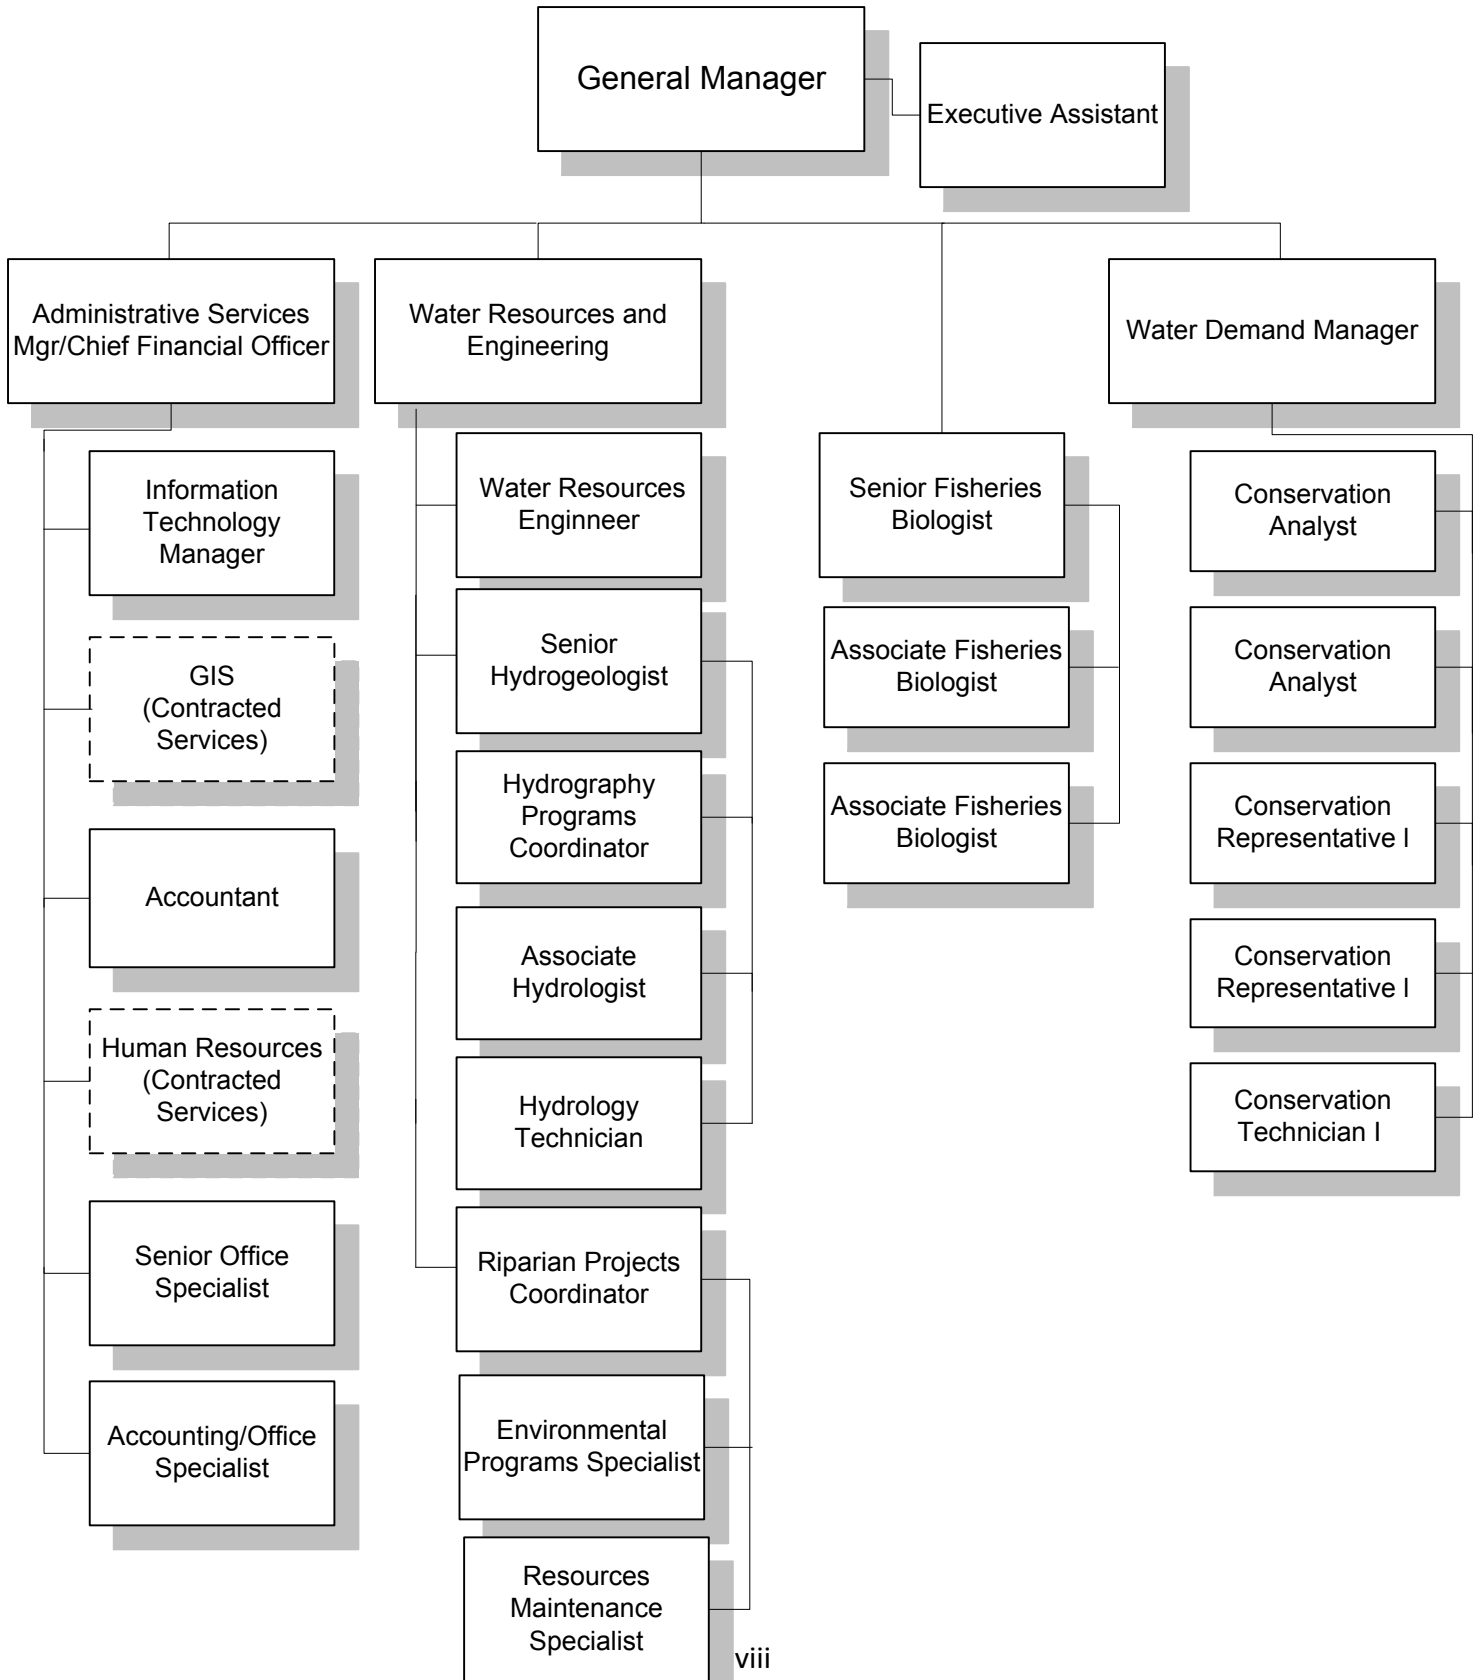 General Manager
Executive Assistant
Administrative Services
Mgr/Chief Financial Officer
Water Resources and
Engineering
Water Demand Manager
Information
Technology
Manager
GIS
(Contracted
Services)
Accountant
Human Resources
(Contracted
Services)
Senior Office
Specialist
Accounting/Office
Specialist
Water Resources
Enginneer
Senior
Hydrogeologist
Hydrography
Programs
Coordinator
Associate
Hydrologist
Hydrology
Technician
Riparian Projects
Coordinator
Environmental
Programs Specialist
Resources
Maintenance
Specialist
Senior Fisheries
Biologist
Associate Fisheries
Biologist
Associate Fisheries
Biologist
Conservation
Analyst
Conservation
Analyst
Conservation
Representative I
Conservation
Representative I
Conservation
Technician I
viii